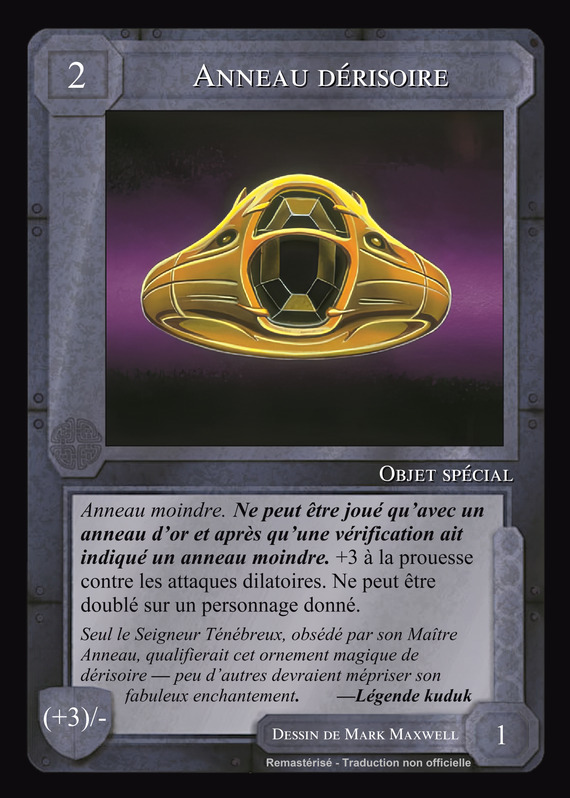 2
Anneau dérisoire
Objet spécial
Anneau moindre. Ne peut être joué qu'avec un
anneau d'or et après qu'une vérification ait
indiqué un anneau moindre. +3 à la prouesse
contre les attaques dilatoires. Ne peut être
doublé sur un personnage donné.
Seul le Seigneur Ténébreux, obsédé par son Maître
Anneau, qualifierait cet ornement magique de
dérisoire — peu d'autres devraient mépriser son
fabuleux enchantement. —Légende kuduk
(+3)/-
Dessin de Mark Maxwell
1
Remastérisé - Traduction non officielle